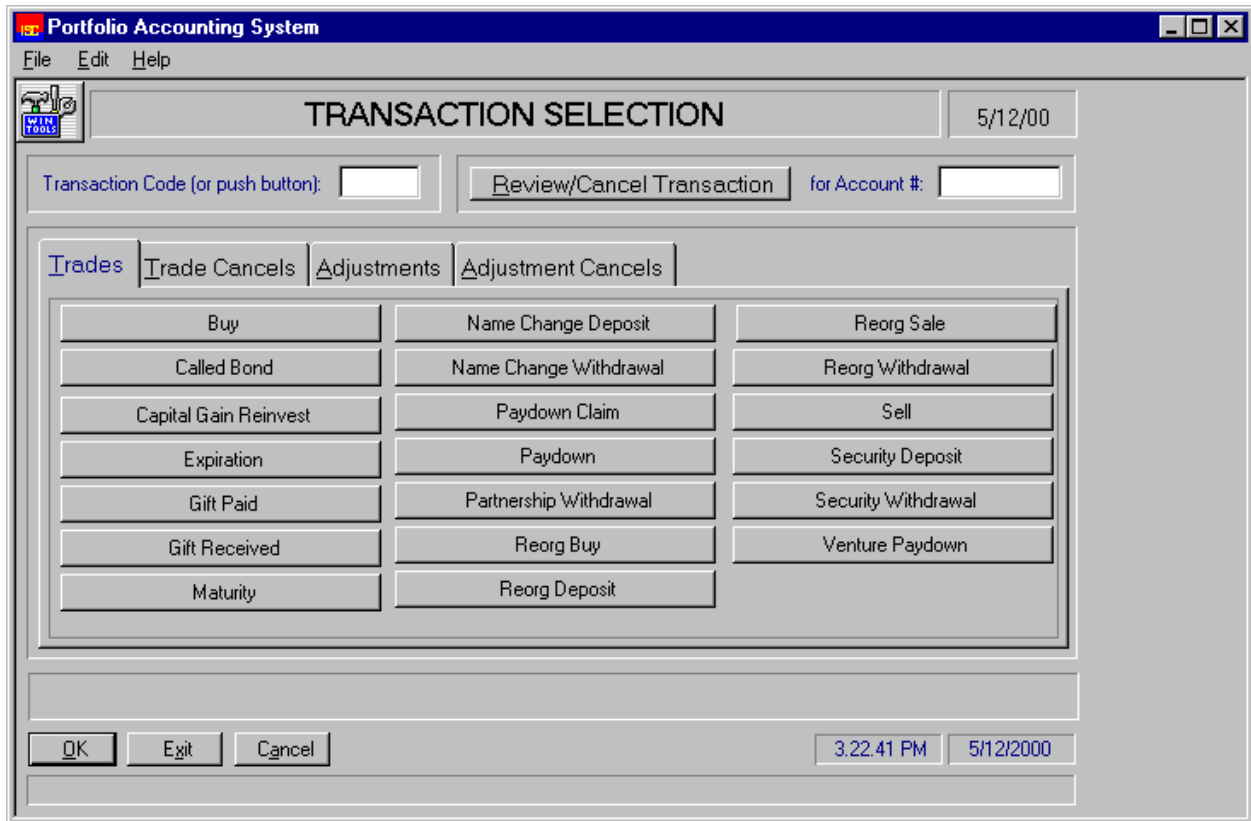 ISC Portfolio Accounting System
File Edit Help
WIN TOOLS
TRANSACTION SELECTION 5/12/00
Transaction Code (or push button): Review/Cancel Transaction for Account #:
Trades Trade Cancels Adjustments Adjustment Cancels
Buy Name Change Deposit Reorg Sale
Called Bond Name Change Withdrawal Reorg Withdrawal
Capital Gain Reinvest Paydown Claim Sell
Expiration Paydown Security Deposit
Gift Paid Partnership Withdrawal Security Withdrawal
Gift Received Reorg Buy Venture Paydown
Maturity Reorg Deposit
OK Exit Cancel 3.22.41 PM 5/12/2000